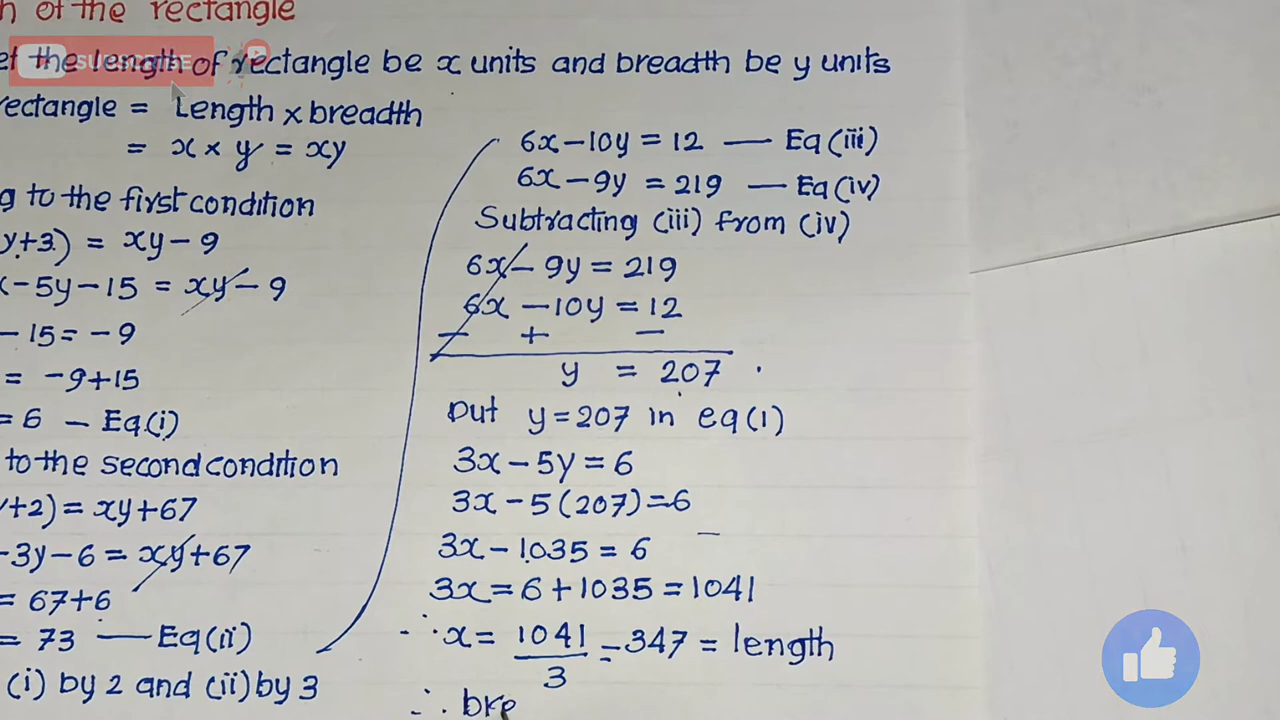 h of the rectangle
et the length of rectangle be x units and breadth be y units
SUBSCRIBE
rectangle = Length × breadth
= x × y = xy
g to the first condition
y+3) = xy - 9
x - 5y - 15 = xy - 9
- 15 = -9
= -9+15
= 6 - Eq(i)
to the second condition
y+2) = xy+67
-3y - 6 = xy+67
= 67+6
= 73 — Eq(ii)
(i) by 2 and (ii) by 3
6x - 10y = 12 — Eq (iii)
6x - 9y = 219 — Eq(iv)
Subtracting (iii) from (iv)
6x - 9y = 219
6x - 10y = 12
- + -
y = 207
put y = 207 in eq(1)
3x - 5y = 6
3x - 5(207) = 6
3x - 1035 = 6
3x = 6 + 1035 = 1041
∴ x = 1041/3 = 347 = length
∴ bre